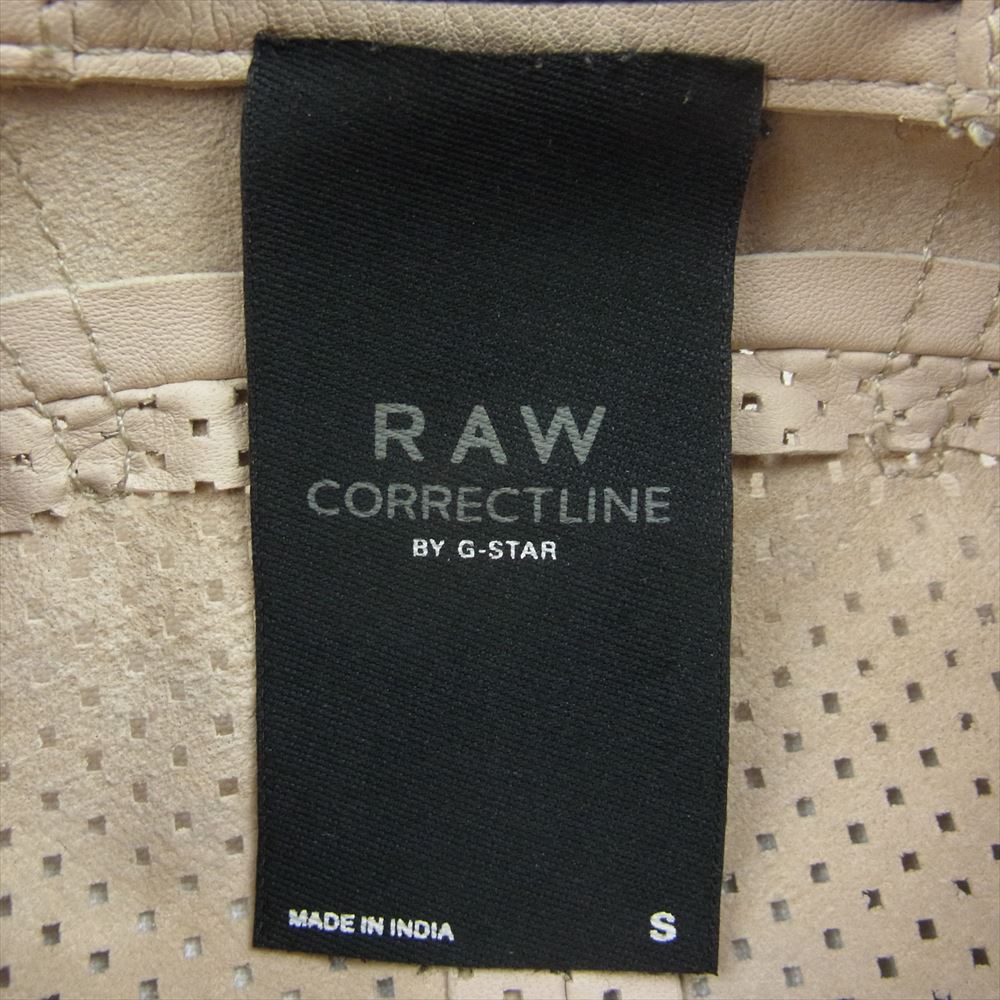 RAW
CORRECTLINE
BY G-STAR
MADE IN INDIA S